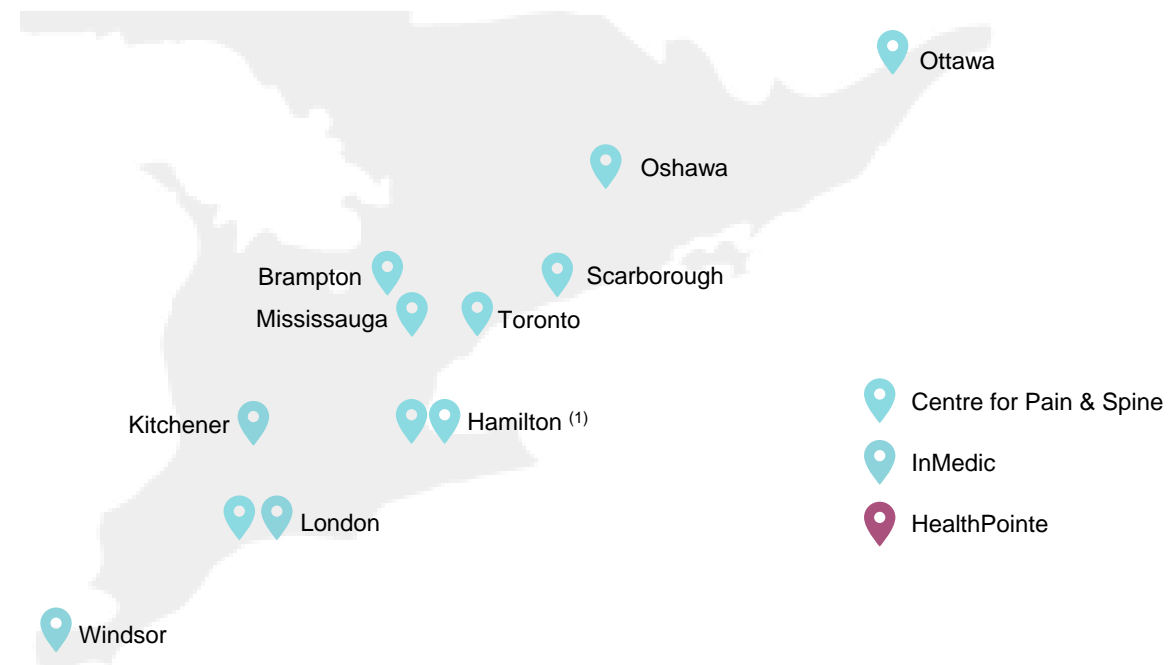 Ottawa
Oshawa
Brampton
Scarborough
Mississauga
Toronto
Centre for Pain & Spine
Kitchener
Hamilton (1)
InMedic
London
HealthPointe
Windsor